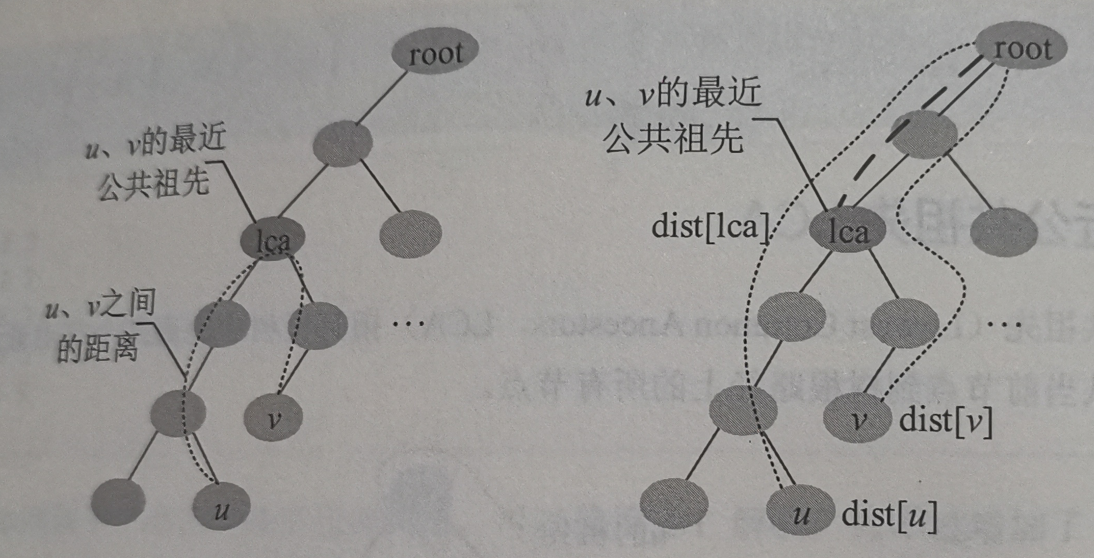 root
u、v的最近
公共祖先
lca
u、v之间
的距离
...
v
u
root
u、v的最近
公共祖先
dist[lca]
lca
...
v dist[v]
u dist[u]